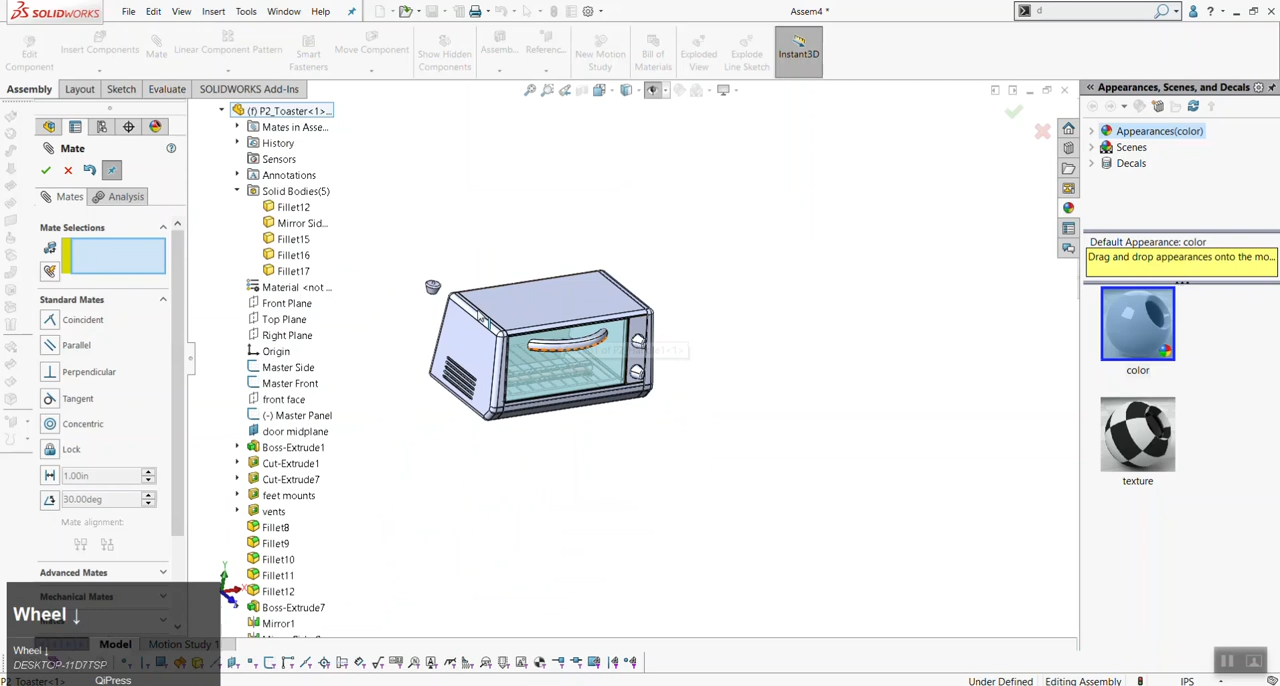 SOLIDWORKS
File
Edit
View
Insert
Tools
Window
Help
Assem4 *
d
Edit
Component
Insert Components
Mate
Linear Component Pattern
Smart
Fasteners
Move Component
Show Hidden
Components
Assemb...
Referenc...
New Motion
Study
Bill of
Materials
Exploded
View
Explode
Line Sketch
Instant3D
Assembly
Layout
Sketch
Evaluate
SOLIDWORKS Add-Ins
Appearances, Scenes, and Decals
(f) P2_Toaster<1>...
Mates in Asse...
History
Sensors
Annotations
Solid Bodies(5)
Fillet12
Mirror Sid...
Fillet15
Fillet16
Fillet17
Material <not ...
Front Plane
Top Plane
Right Plane
Origin
Master Side
Master Front
front face
(-) Master Panel
door midplane
Boss-Extrude1
Cut-Extrude1
Cut-Extrude7
feet mounts
vents
Fillet8
Fillet9
Fillet10
Fillet11
Fillet12
Boss-Extrude7
Mirror1
Mate
Mates
Analysis
Mate Selections
Standard Mates
Coincident
Parallel
Perpendicular
Tangent
Concentric
Lock
1.00in
30.00deg
Mate alignment:
Advanced Mates
Mechanical Mates
Appearances(color)
Scenes
Decals
Default Appearance: color
Drag and drop appearances onto the mo...
color
texture
Wheel ↓
Wheel ↓
DESKTOP-11D7TSP
QiPress
Model
Motion Study 1
P2_Toaster<1>
Under Defined
Editing Assembly
IPS